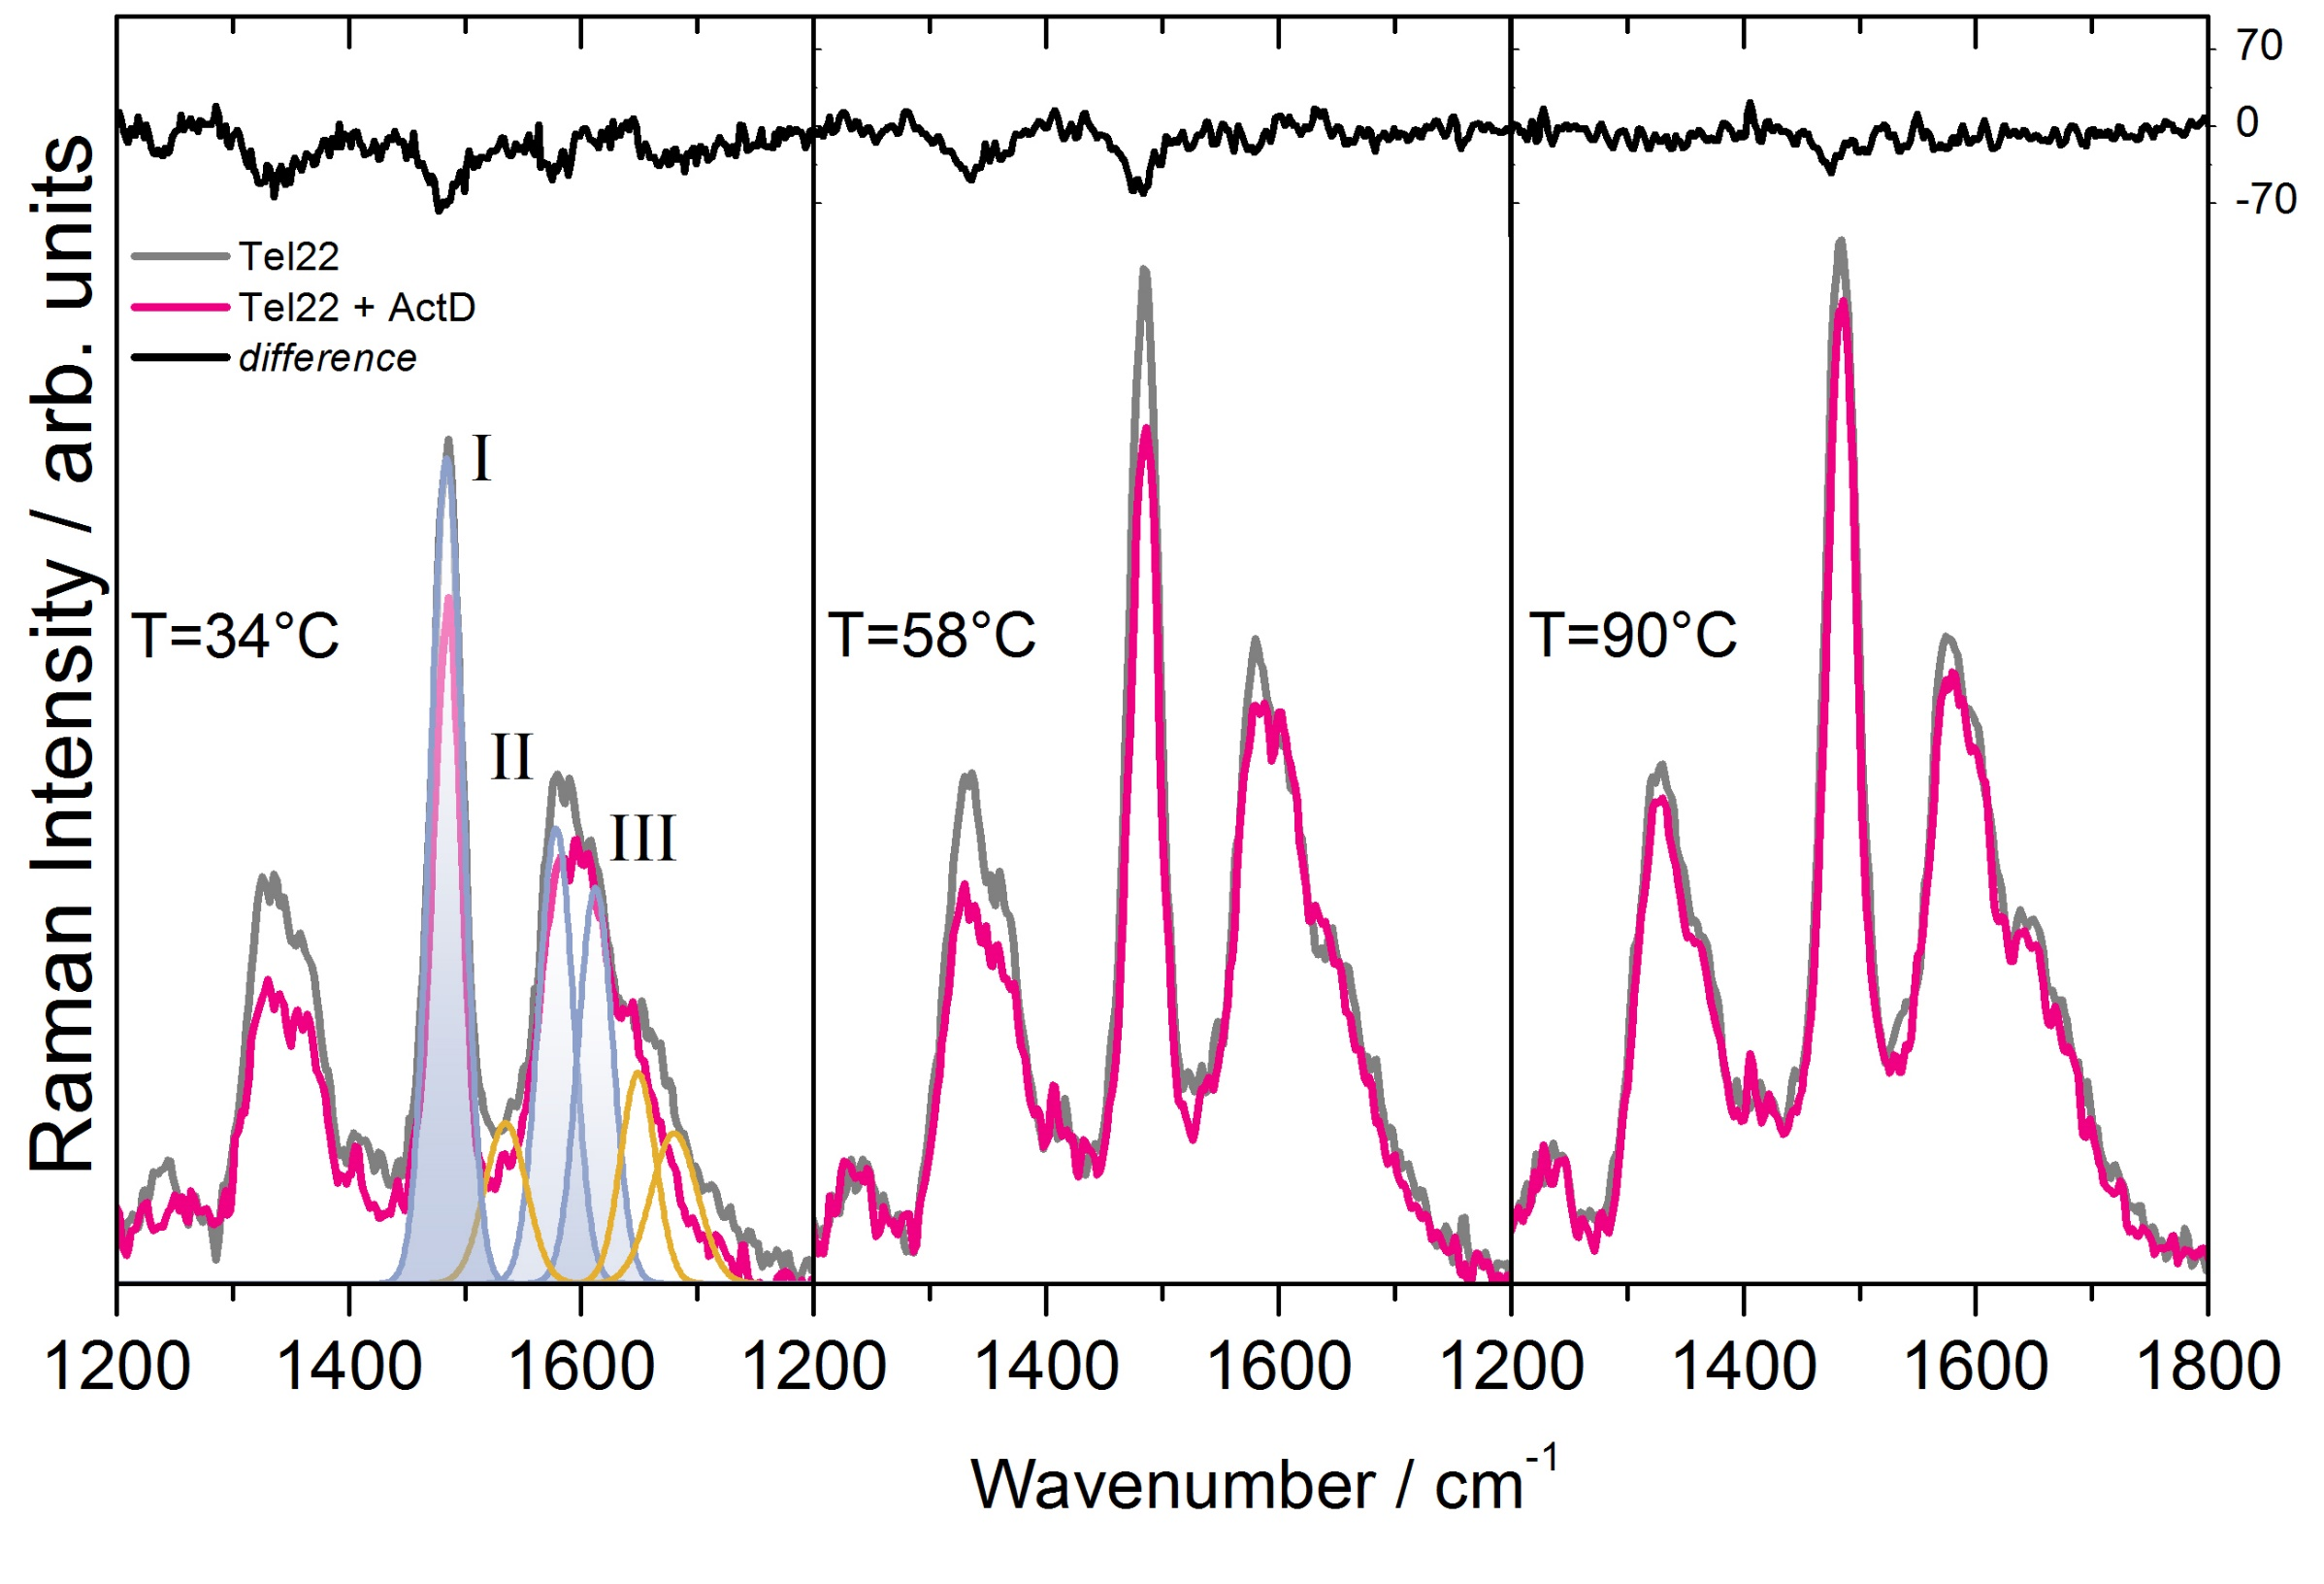 70
0
-70
Raman Intensity / arb. units
Tel22
Tel22 + ActD
difference
I
II
III
T=34°C
T=58°C
T=90°C
1200 1400 1600 1200 1400 1600 1200 1400 1600 1800
Wavenumber / cm⁻¹